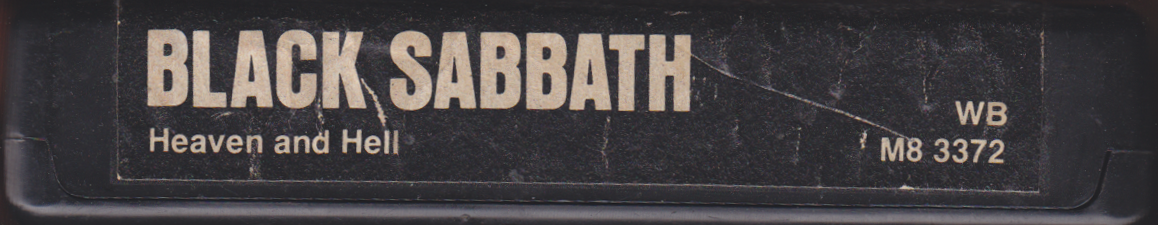 BLACK SABBATH
Heaven and Hell
WB
M8 3372